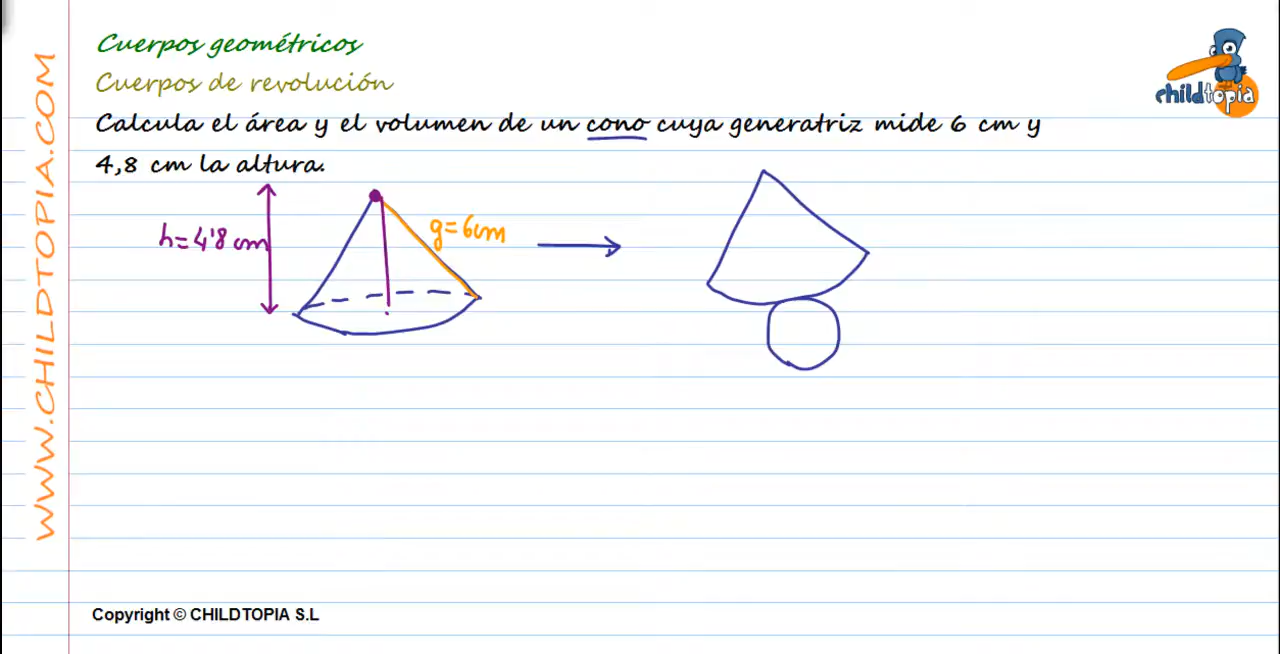 Cuerpos geométricos
Cuerpos de revolución
childtopia
Calcula el área y el volumen de un cono cuya generatriz mide 6 cm y
4,8 cm la altura.
h=4'8 cm
g=6cm
WWW.CHILDTOPIA.COM
Copyright © CHILDTOPIA S.L